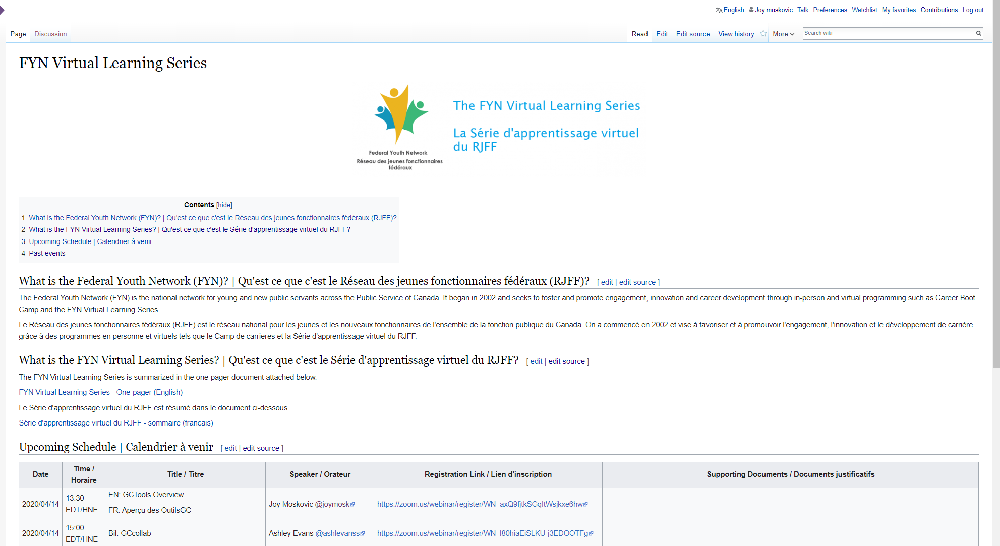 English Joy.moskovic Talk Preferences Watchlist My favorites Contributions Log out
Page Discussion Read Edit Edit source View history More Search wiki
FYN Virtual Learning Series
The FYN Virtual Learning Series
La Série d'apprentissage virtuel
du RJFF
Federal Youth Network
Réseau des jeunes fonctionnaires
fédéraux
Contents [hide]
1 What is the Federal Youth Network (FYN)? | Qu'est ce que c'est le Réseau des jeunes fonctionnaires fédéraux (RJFF)?
2 What is the FYN Virtual Learning Series? | Qu'est ce que c'est le Série d'apprentissage virtuel du RJFF?
3 Upcoming Schedule | Calendrier à venir
4 Past events
What is the Federal Youth Network (FYN)? | Qu'est ce que c'est le Réseau des jeunes fonctionnaires fédéraux (RJFF)? [ edit | edit source ]
The Federal Youth Network (FYN) is the national network for young and new public servants across the Public Service of Canada. It began in 2002 and seeks to foster and promote engagement, innovation and career development through in-person and virtual programming such as Career Boot
Camp and the FYN Virtual Learning Series.
Le Réseau des jeunes fonctionnaires fédéraux (RJFF) est le réseau national pour les jeunes et les nouveaux fonctionnaires de l'ensemble de la fonction publique du Canada. On a commencé en 2002 et vise à favoriser et à promouvoir l'engagement, l'innovation et le développement de carrière
grâce à des programmes en personne et virtuels tels que le Camp de carrieres et la Série d'apprentissage virtuel du RJFF.
What is the FYN Virtual Learning Series? | Qu'est ce que c'est le Série d'apprentissage virtuel du RJFF? [ edit | edit source ]
The FYN Virtual Learning Series is summarized in the one-pager document attached below.
FYN Virtual Learning Series - One-pager (English)
Le Série d'apprentissage virtuel du RJFF est résumé dans le document ci-dessous.
Série d'apprentissage virtuel du RJFF - sommaire (francais)
Upcoming Schedule | Calendrier à venir [ edit | edit source ]
Date
Time /
Horaire
Title / Titre
Speaker / Orateur
Registration Link / Lien d'inscription
Supporting Documents / Documents justificatifs
2020/04/14
13:30
EDT/HNE
EN: GCTools Overview
FR: Aperçu des OutilsGC
Joy Moskovic @joymosk
https://zoom.us/webinar/register/WN_axQ9fjtkSGqItWsjkxe6hw
2020/04/14
15:00
EDT/HNE
Bil: GCcollab
Ashley Evans @ashlevanss
https://zoom.us/webinar/register/WN_l80hiaEiSLKU-j3EDOOTFg